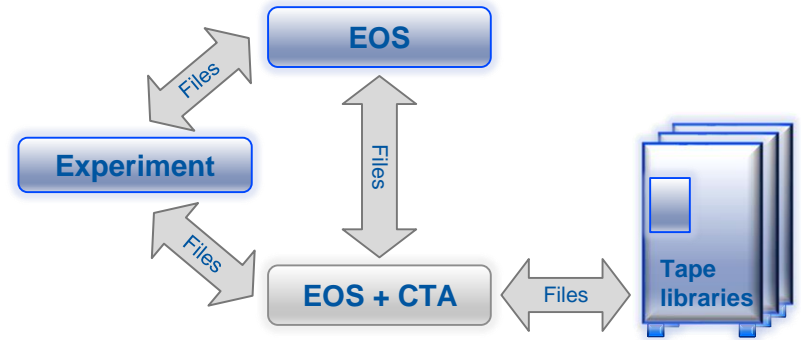 EOS
Files
Experiment
Files
Files
EOS + CTA
Files
Tape
libraries